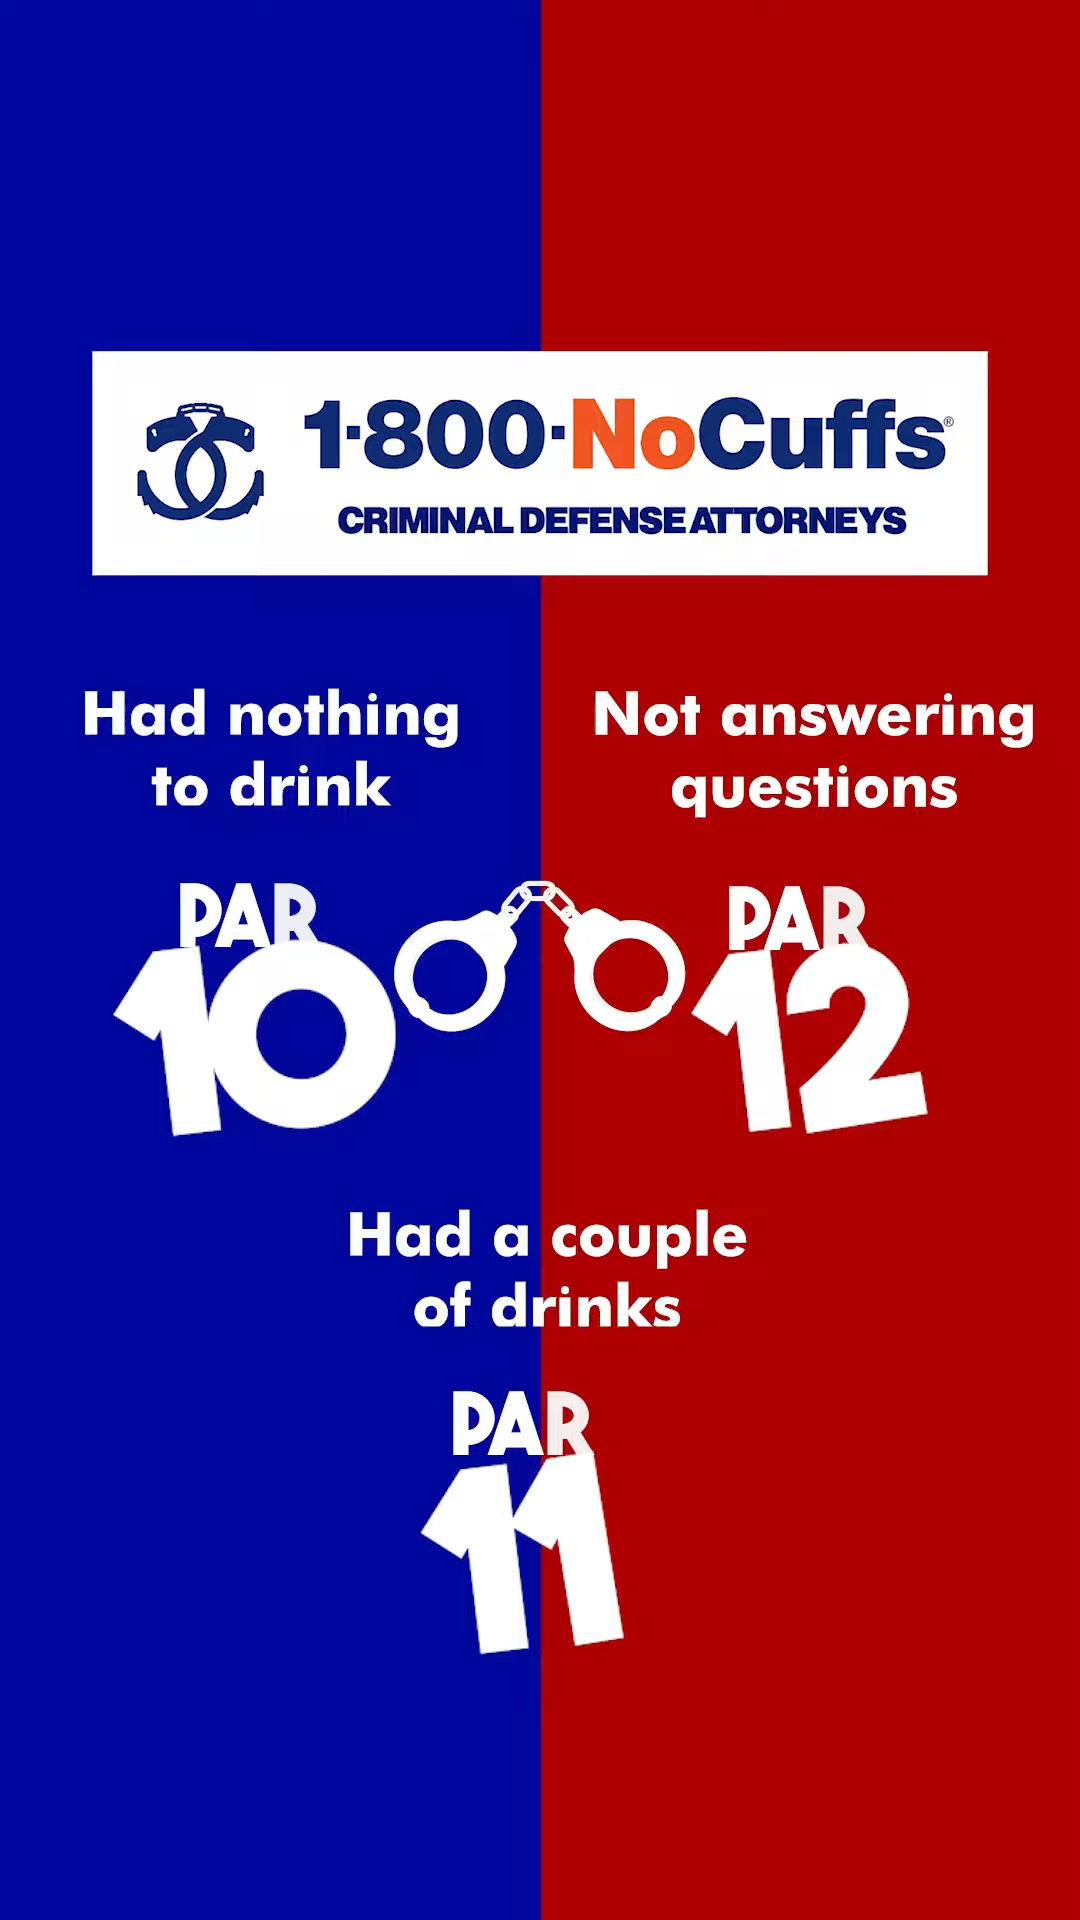 1·800·NoCuffs®
CRIMINAL DEFENSE ATTORNEYS
Had nothing
to drink
PAR
10
Not answering
questions
PAR
12
Had a couple
of drinks
PAR
11